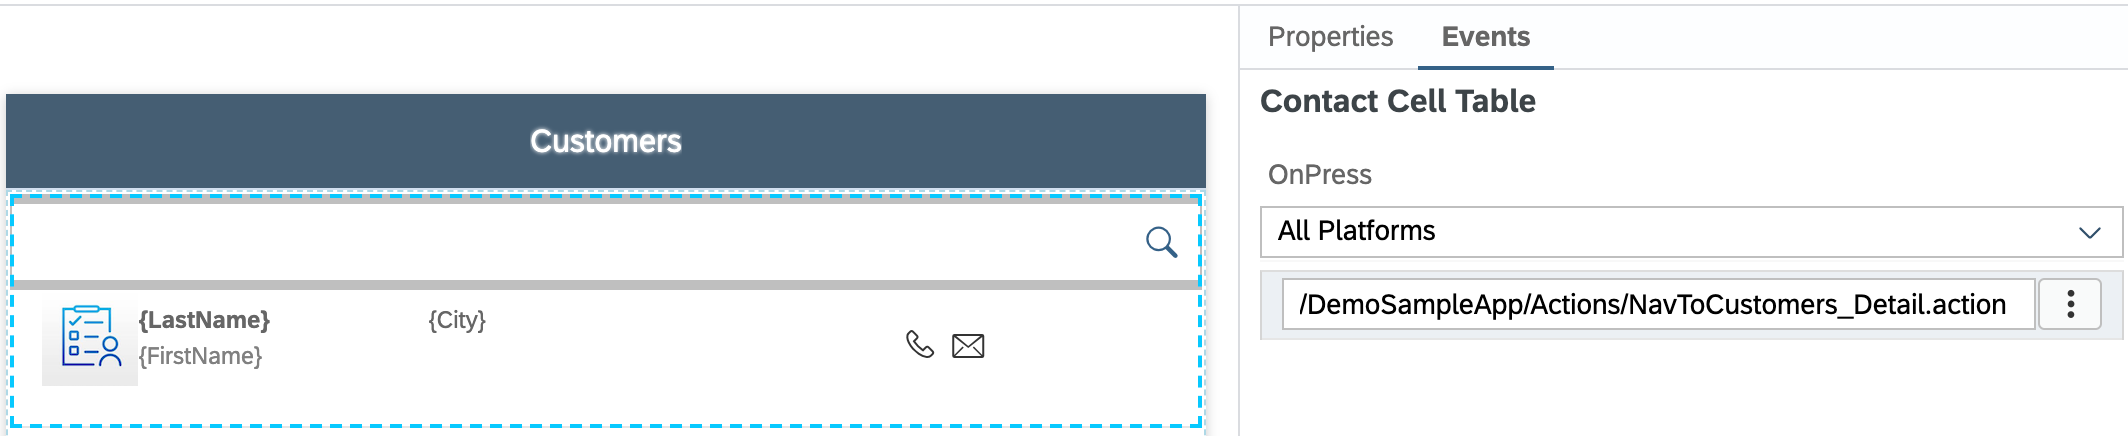 Customers
{LastName}
{City}
{FirstName}
Properties
Events
Contact Cell Table
OnPress
All Platforms
/DemoSampleApp/Actions/NavToCustomers_Detail.action